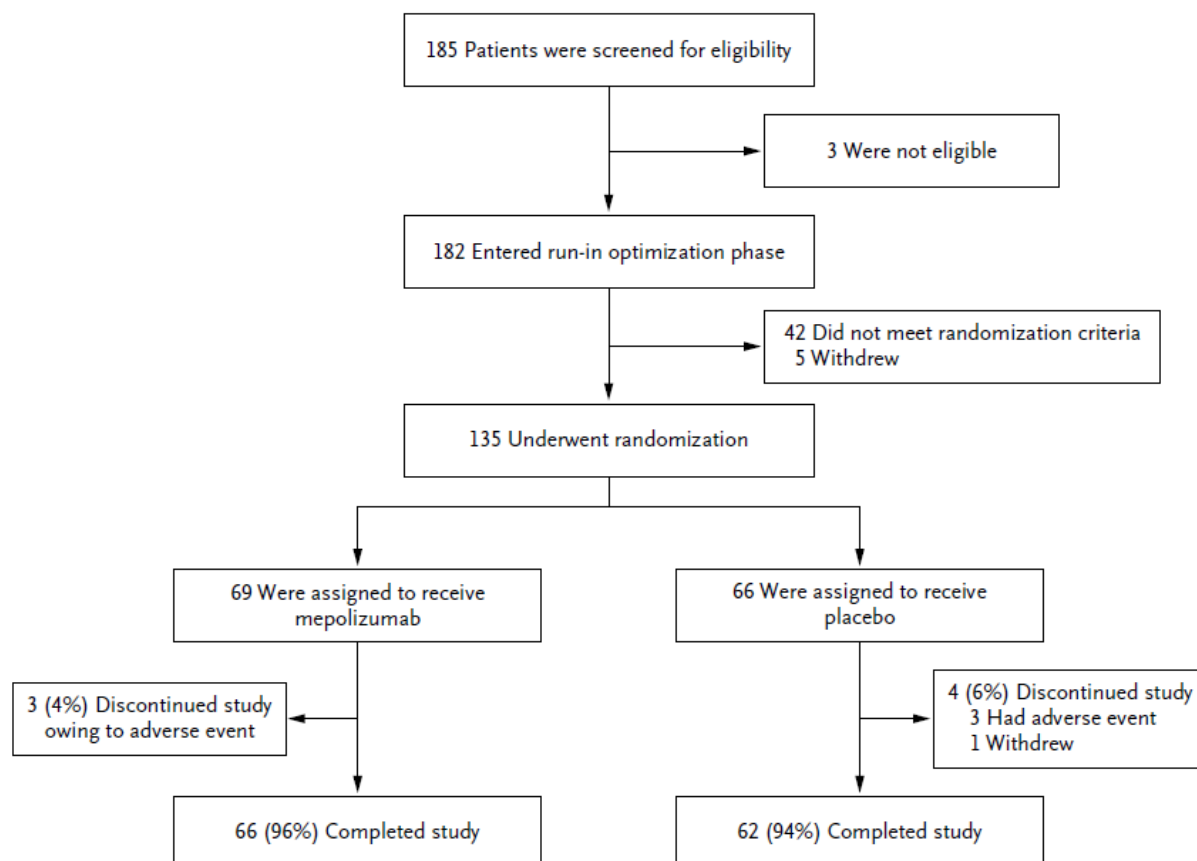 185 Patients were screened for eligibility
3 Were not eligible
182 Entered run-in optimization phase
42 Did not meet randomization criteria
5 Withdrew
135 Underwent randomization
69 Were assigned to receive
mepolizumab
66 Were assigned to receive
placebo
3 (4%) Discontinued study
owing to adverse event
4 (6%) Discontinued study
3 Had adverse event
1 Withdrew
66 (96%) Completed study
62 (94%) Completed study